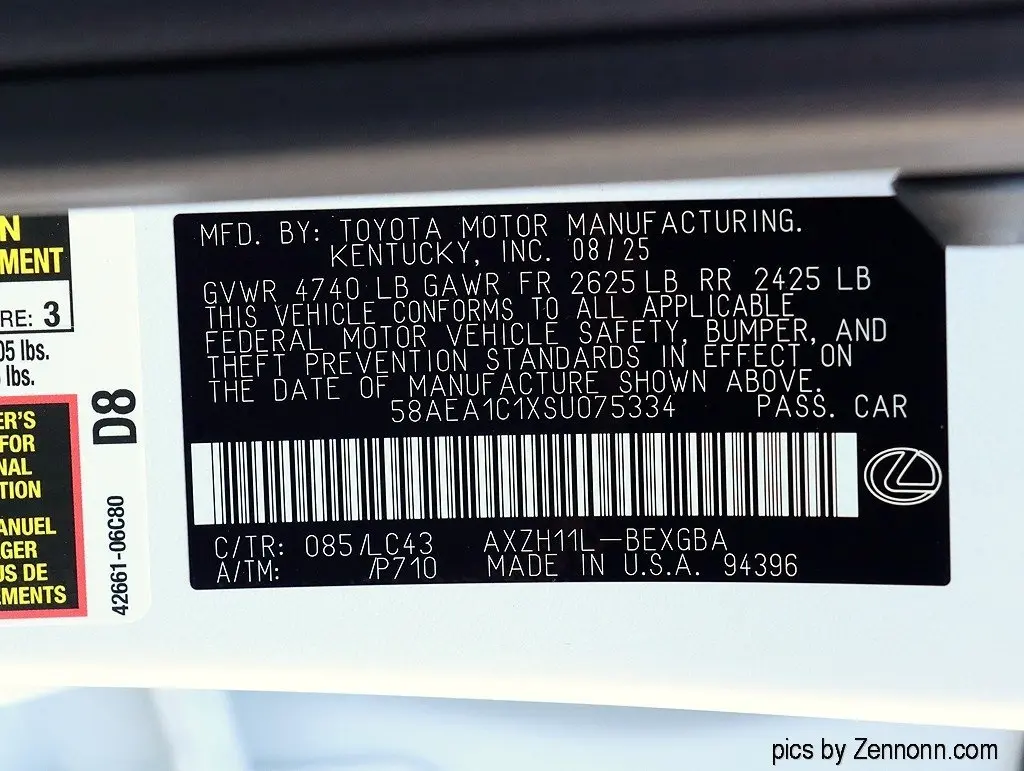 N
MENT
RE: 3
05 lbs.
lbs.
ER'S
FOR
NAL
TION
ANUEL
GER
US DE
EMENTS
D8
42661-06C80
MFD. BY: TOYOTA MOTOR MANUFACTURING.
KENTUCKY, INC. 08/25
GVWR 4740 LB GAWR FR 2625 LB RR 2425 LB
THIS VEHICLE CONFORMS TO ALL APPLICABLE
FEDERAL MOTOR VEHICLE SAFETY, BUMPER, AND
THEFT PREVENTION STANDARDS IN EFFECT ON
THE DATE OF MANUFACTURE SHOWN ABOVE.
58AEA1C1XSU075334 PASS. CAR
C/TR: 085/LC43 AXZH11L-BEXGBA
A/TM: /P710 MADE IN U.S.A. 94396
pics by Zennonn.com